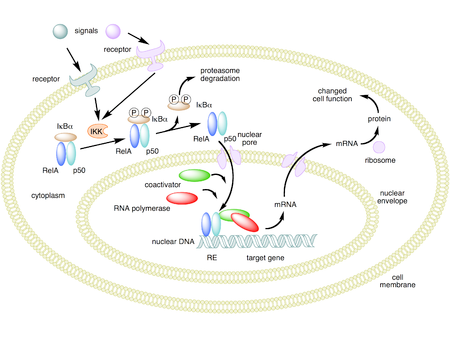 signals
receptor
receptor
proteasome
degradation
P P
IκBα
changed
cell function
P P
IκBα
IκBα
IKK
protein
RelA p50
nuclear
pore
mRNA
RelA p50
RelA p50
ribosome
coactivator
cytoplasm
nuclear
envelope
RNA polymerase
mRNA
nuclear DNA
RE
target gene
cell
membrane